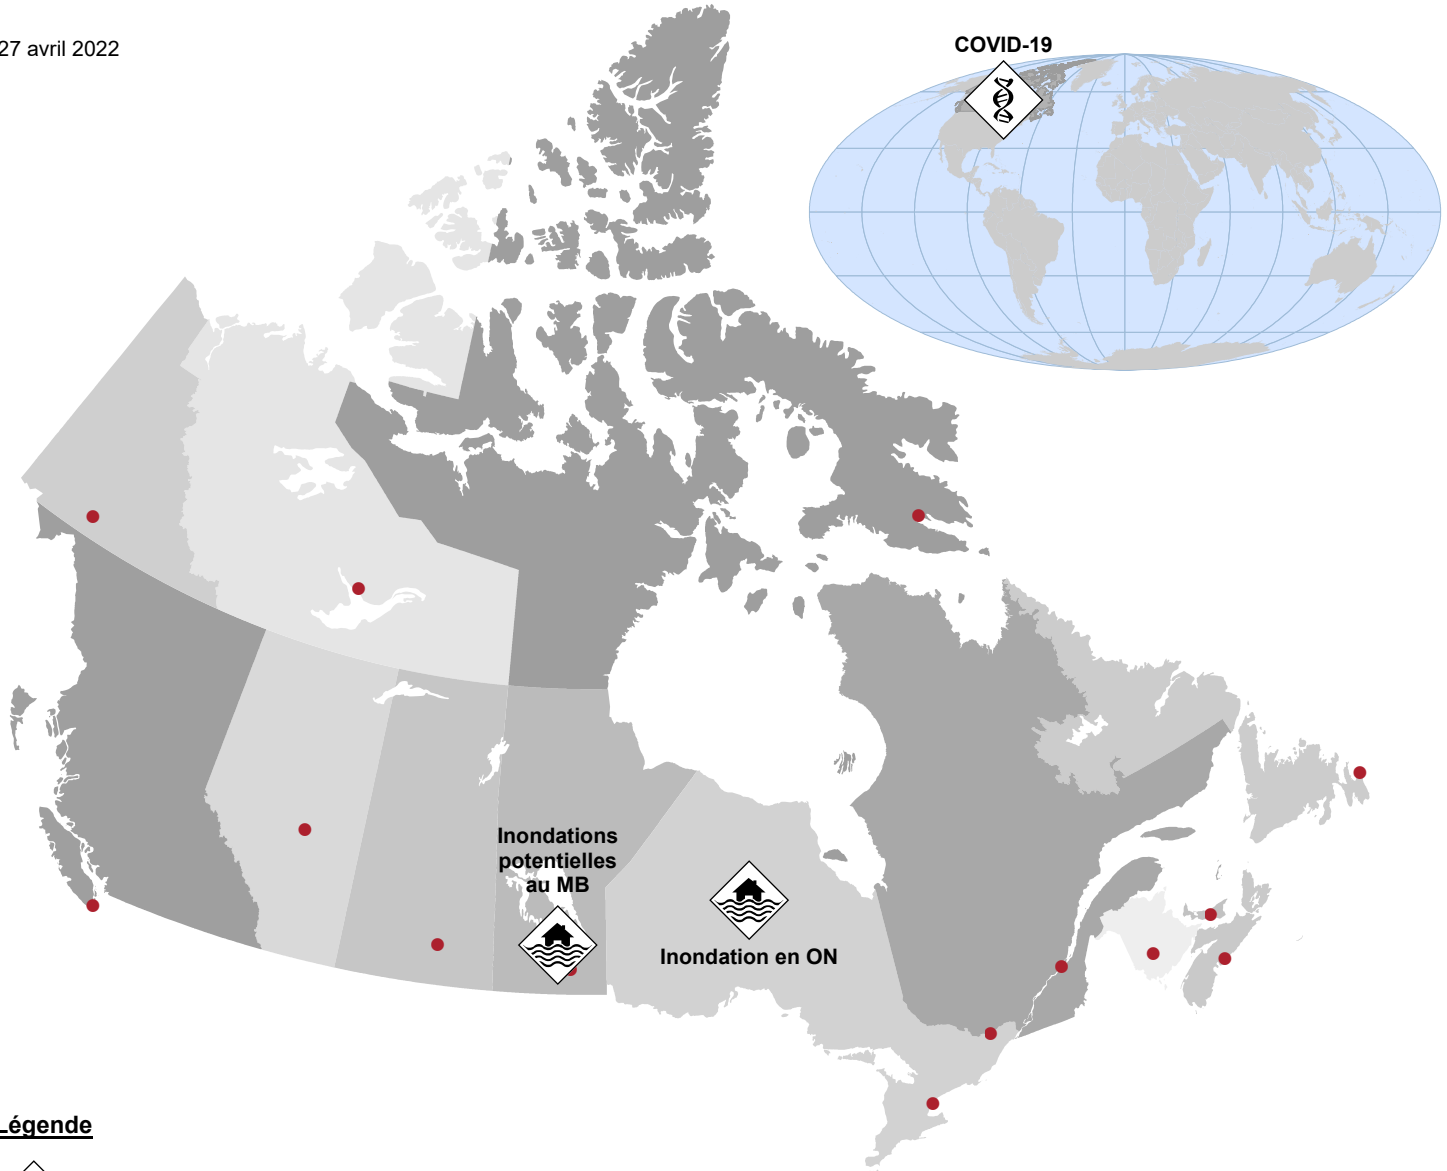 27 avril 2022
COVID-19
Inondations
potentielles
au MB
Inondation en ON
Légende